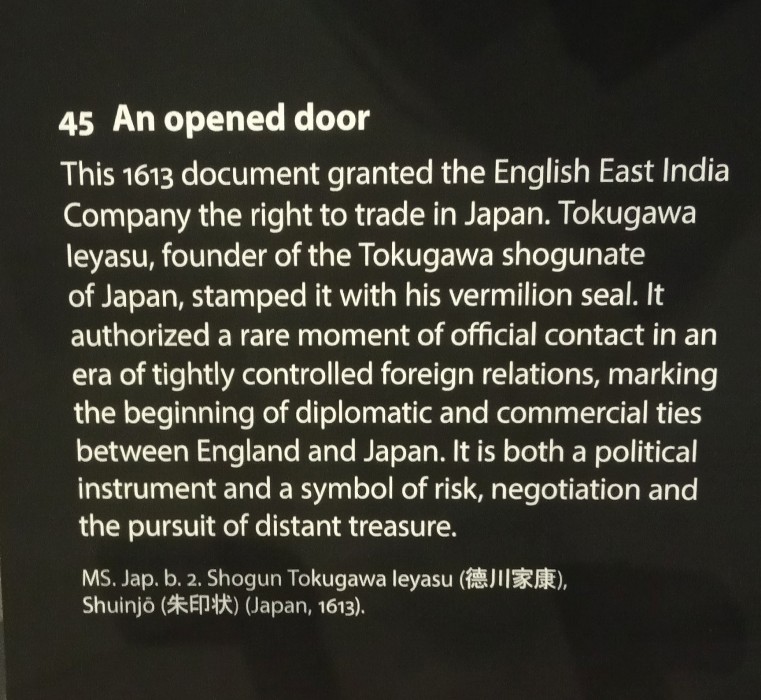 45 An opened door
This 1613 document granted the English East India
Company the right to trade in Japan. Tokugawa
Ieyasu, founder of the Tokugawa shogunate
of Japan, stamped it with his vermilion seal. It
authorized a rare moment of official contact in an
era of tightly controlled foreign relations, marking
the beginning of diplomatic and commercial ties
between England and Japan. It is both a political
instrument and a symbol of risk, negotiation and
the pursuit of distant treasure.
MS. Jap. b. 2. Shogun Tokugawa Ieyasu (德川家康),
Shuinjō (朱印状) (Japan, 1613).